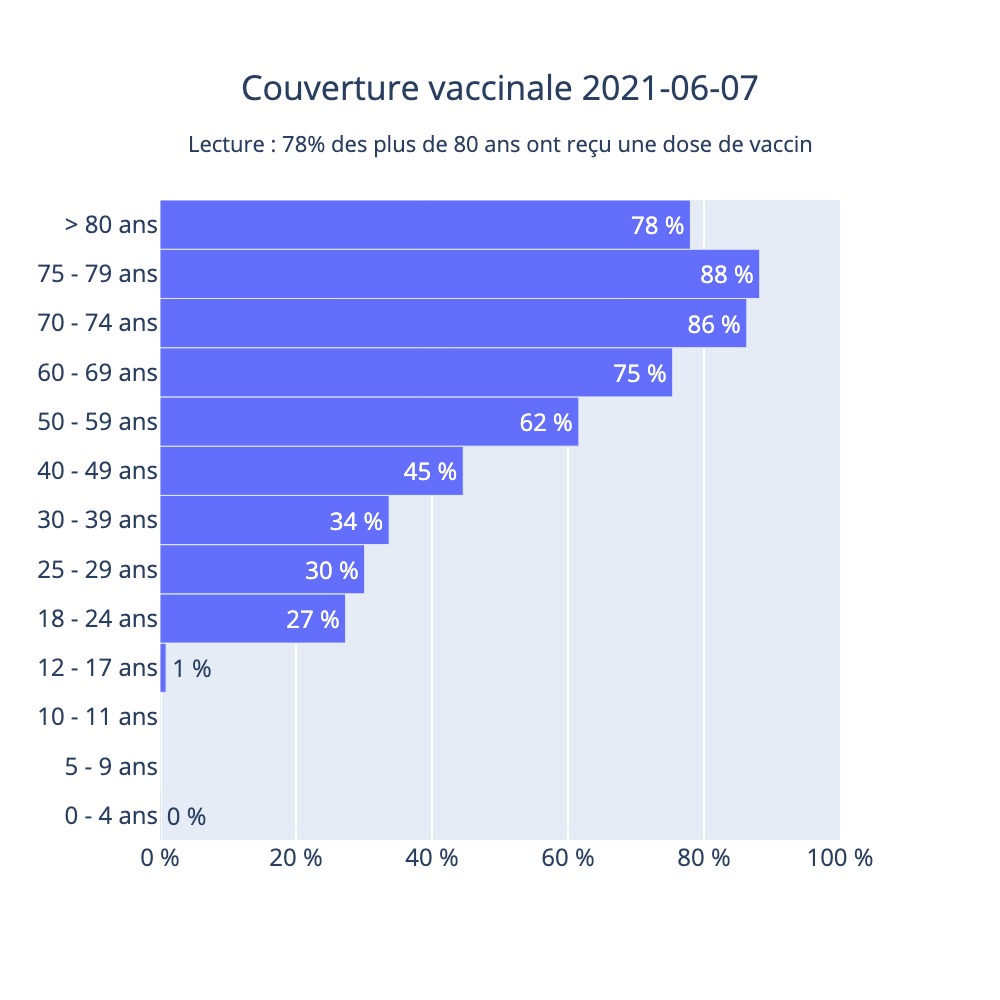 Couverture vaccinale 2021-06-07
Lecture : 78% des plus de 80 ans ont reçu une dose de vaccin
> 80 ans 78 %
75 - 79 ans 88 %
70 - 74 ans 86 %
60 - 69 ans 75 %
50 - 59 ans 62 %
40 - 49 ans 45 %
30 - 39 ans 34 %
25 - 29 ans 30 %
18 - 24 ans 27 %
12 - 17 ans 1 %
10 - 11 ans
5 - 9 ans
0 - 4 ans 0 %
0 % 20 % 40 % 60 % 80 % 100 %